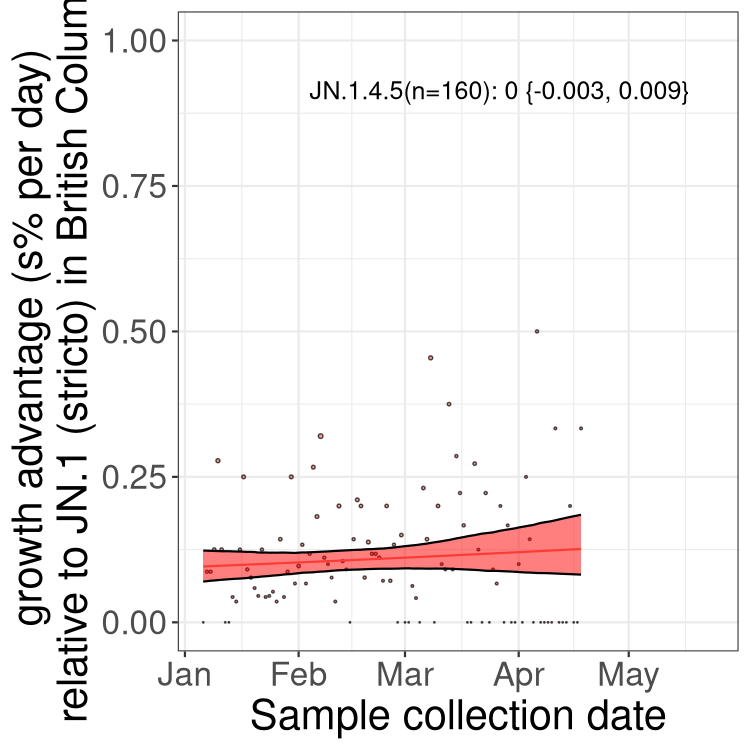 growth advantage (s% per day)
relative to JN.1 (stricto) in British Colum
1.00
0.75
0.50
0.25
0.00
JN.1.4.5(n=160): 0 {-0.003, 0.009}
Jan Feb Mar Apr May
Sample collection date